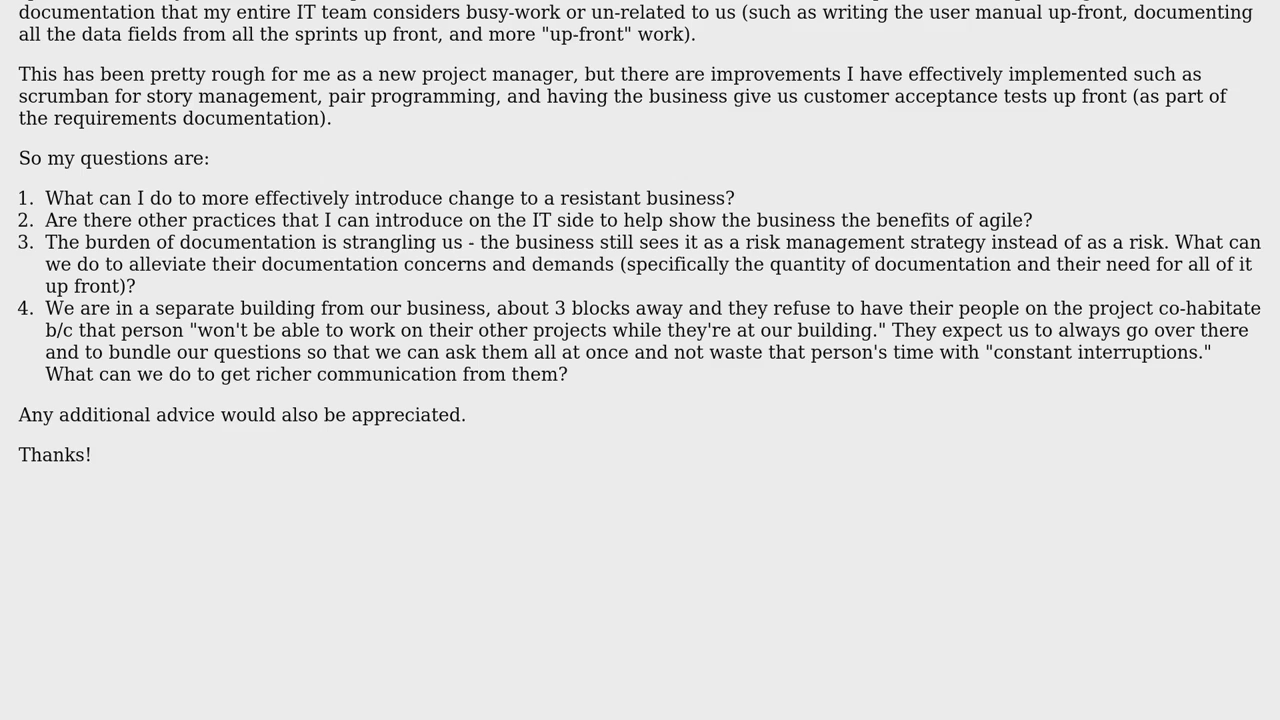 documentation that my entire IT team considers busy-work or un-related to us (such as writing the user manual up-front, documenting
all the data fields from all the sprints up front, and more "up-front" work).
This has been pretty rough for me as a new project manager, but there are improvements I have effectively implemented such as
scrumban for story management, pair programming, and having the business give us customer acceptance tests up front (as part of
the requirements documentation).
So my questions are:
1. What can I do to more effectively introduce change to a resistant business?
2. Are there other practices that I can introduce on the IT side to help show the business the benefits of agile?
3. The burden of documentation is strangling us - the business still sees it as a risk management strategy instead of as a risk. What can
we do to alleviate their documentation concerns and demands (specifically the quantity of documentation and their need for all of it
up front)?
4. We are in a separate building from our business, about 3 blocks away and they refuse to have their people on the project co-habitate
b/c that person "won't be able to work on their other projects while they're at our building." They expect us to always go over there
and to bundle our questions so that we can ask them all at once and not waste that person's time with "constant interruptions."
What can we do to get richer communication from them?
Any additional advice would also be appreciated.
Thanks!